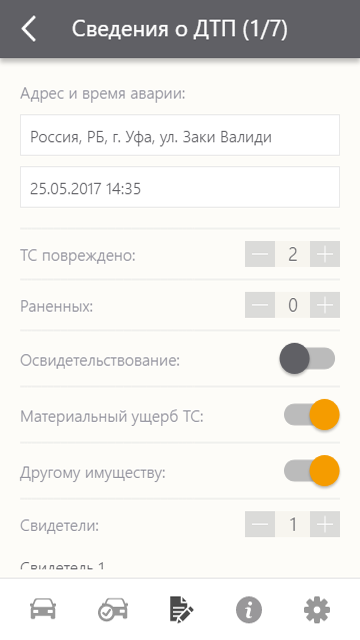 Сведения о ДТП (1/7)
Адрес и время аварии:
Россия, РБ, г. Уфа, ул. Заки Валиди
25.05.2017 14:35
ТС повреждено: — 2 +
Раненных: — 0 +
Освидетельствование:
Материальный ущерб ТС:
Другому имуществу:
Свидетели: — 1 +
Свидетель 1